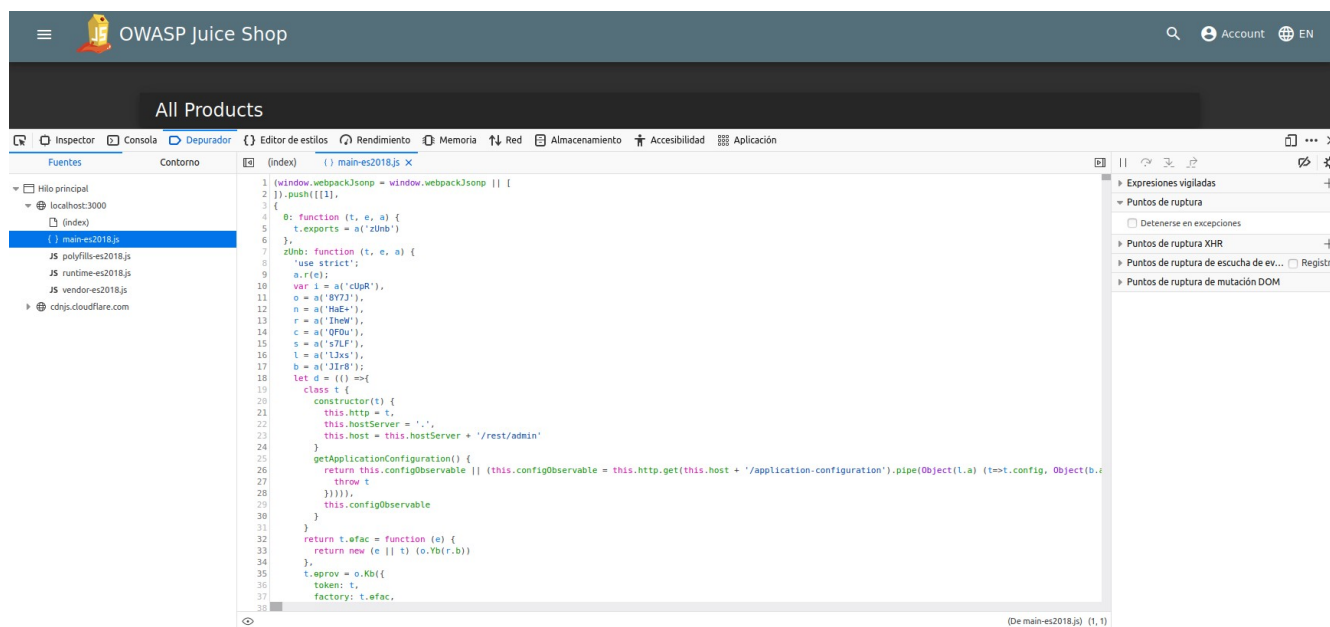 OWASP Juice Shop
Account
EN
All Products
Inspector
Consola
Depurador
Editor de estilos
Rendimiento
Memoria
Red
Almacenamiento
Accesibilidad
Aplicación
Fuentes
Contorno
(index)
{ } main-es2018.js
Hilo principal
localhost:3000
(index)
{ } main-es2018.js
JS polyfills-es2018.js
JS runtime-es2018.js
JS vendor-es2018.js
cdnjs.cloudflare.com
1 (window.webpackJsonp = window.webpackJsonp || [
2 ]).push([[1],
3 {
4 0: function (t, e, a) {
5 t.exports = a('zUnb')
6 },
7 zUnb: function (t, e, a) {
8 'use strict';
9 a.r(e);
10 var i = a('cUpR'),
11 o = a('8Y7J'),
12 n = a('HaE+'),
13 r = a('IheW'),
14 c = a('QFOu'),
15 s = a('s7LF'),
16 l = a('lJxs'),
17 b = a('JIr8');
18 let d = (() =>{
19 class t {
20 constructor(t) {
21 this.http = t,
22 this.hostServer = '.',
23 this.host = this.hostServer + '/rest/admin'
24 }
25 getApplicationConfiguration() {
26 return this.configObservable || (this.configObservable = this.http.get(this.host + '/application-configuration').pipe(Object(l.a) (t=>t.config, Object(b.a
27 throw t
28 })))),
29 this.configObservable
30 }
31 }
32 return t.ɵfac = function (e) {
33 return new (e || t) (o.Yb(r.b))
34 },
35 t.ɵprov = o.Kb({
36 token: t,
37 factory: t.ɵfac,
38
(De main-es2018.js) (1, 1)
Expresiones vigiladas
Puntos de ruptura
Detenerse en excepciones
Puntos de ruptura XHR
Puntos de ruptura de escucha de ev... Registr
Puntos de ruptura de mutación DOM